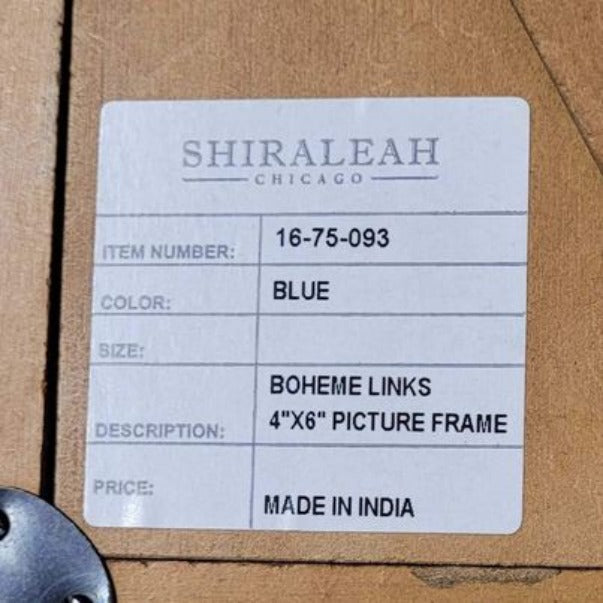 SHIRALEAH
CHICAGO
ITEM NUMBER: 16-75-093
COLOR: BLUE
SIZE:
BOHEME LINKS
DESCRIPTION: 4"X6" PICTURE FRAME
PRICE:
MADE IN INDIA